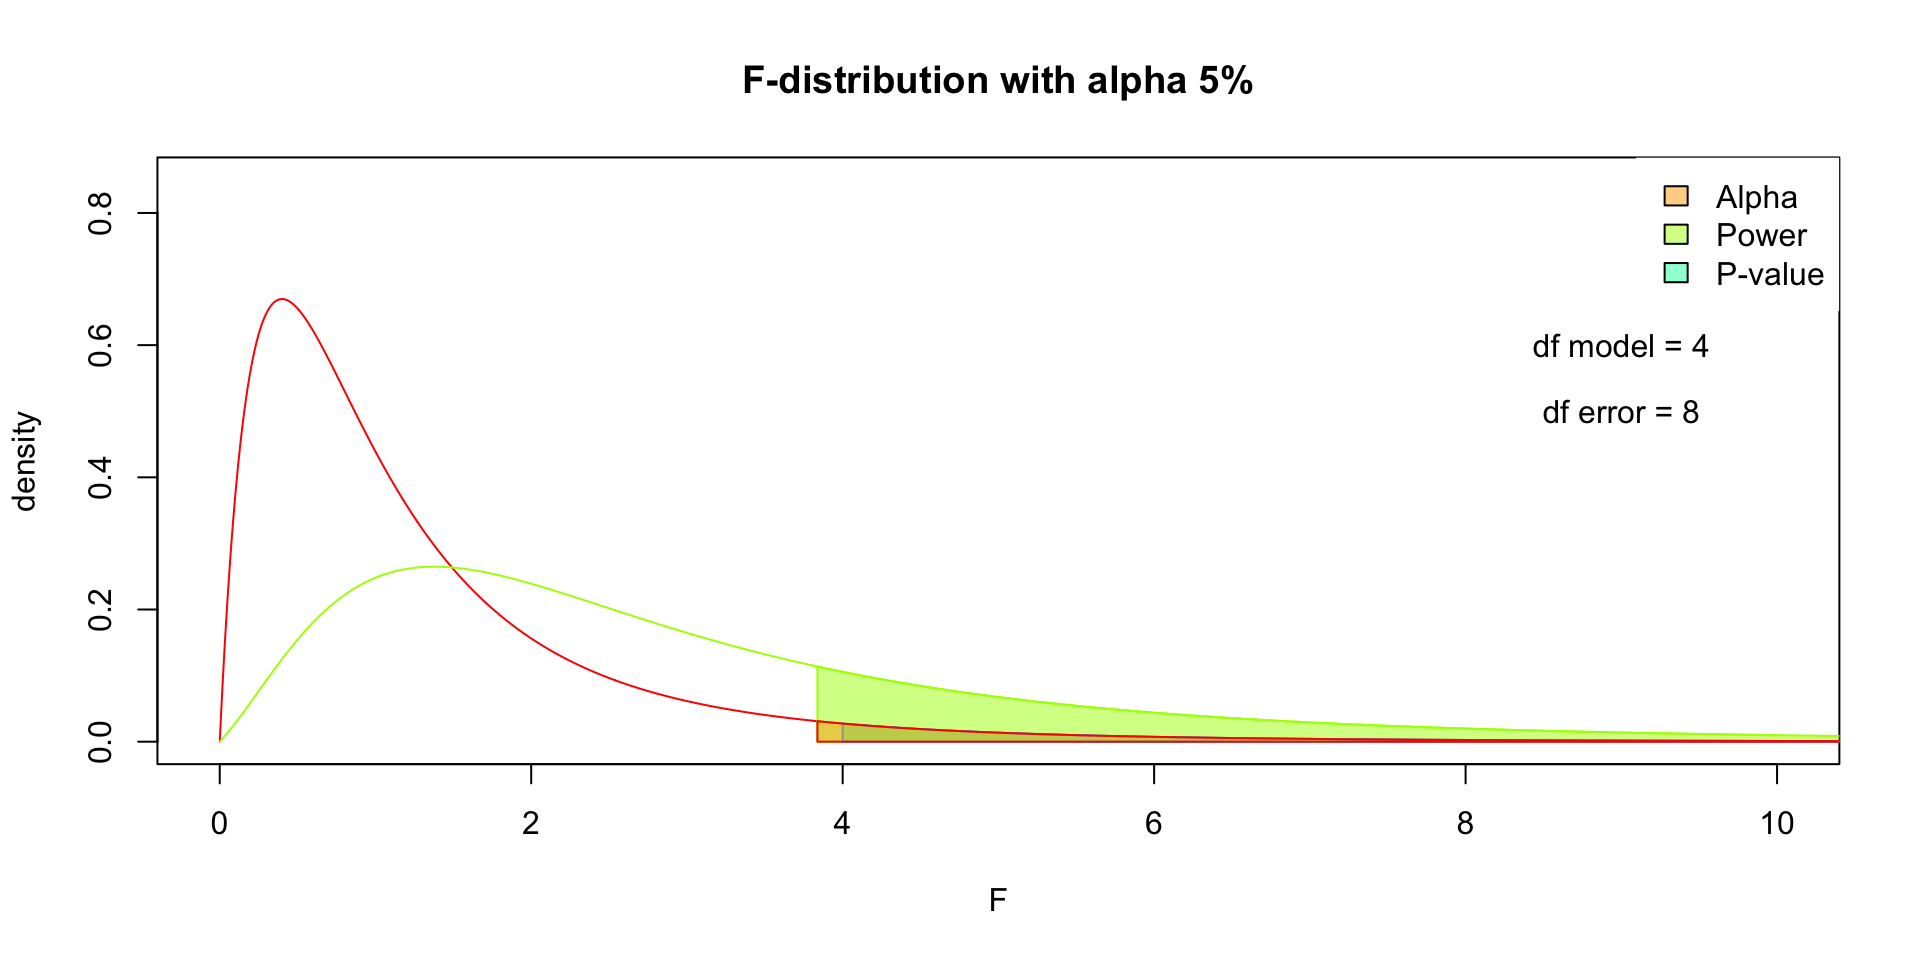 F-distribution with alpha 5%
Alpha
Power
P-value
df model = 4
df error = 8
density
0.8
0.6
0.4
0.2
0.0
0 2 4 6 8 10
F